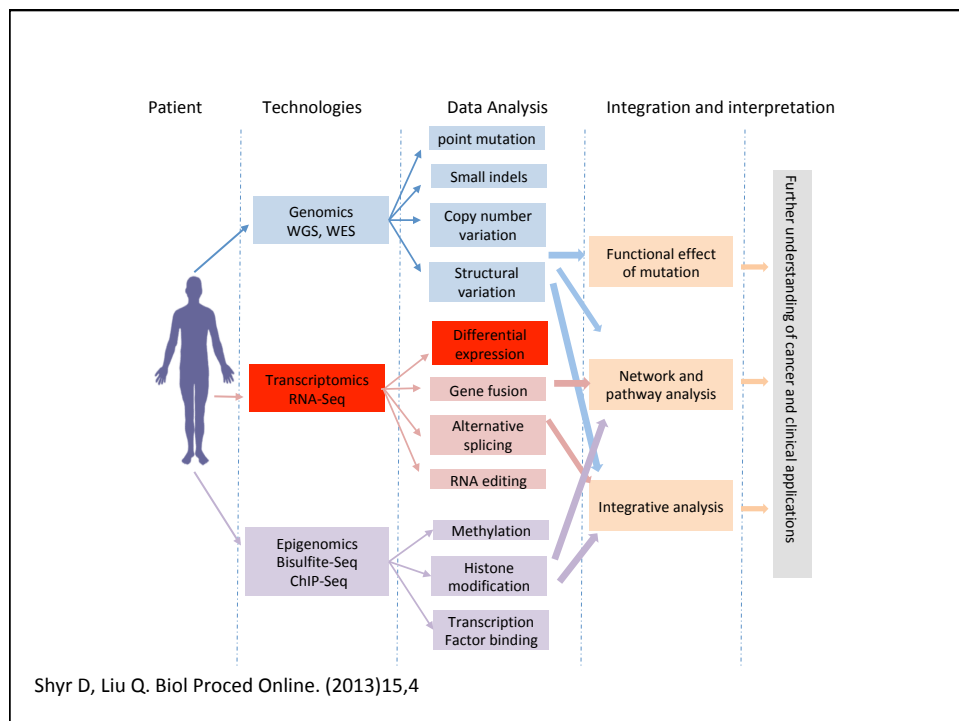 Patient
Technologies
Data Analysis
Integration and interpretation
point mutation
Small indels
Genomics
WGS, WES
Copy number
variation
Structural
variation
Functional effect
of mutation
Differential
expression
Transcriptomics
RNA-Seq
Gene fusion
Network and
pathway analysis
Alternative
splicing
RNA editing
Integrative analysis
Methylation
Epigenomics
Bisulfite-Seq
ChIP-Seq
Histone
modification
Transcription
Factor binding
Further understanding of cancer and clinical applications
Shyr D, Liu Q. Biol Proced Online. (2013)15,4